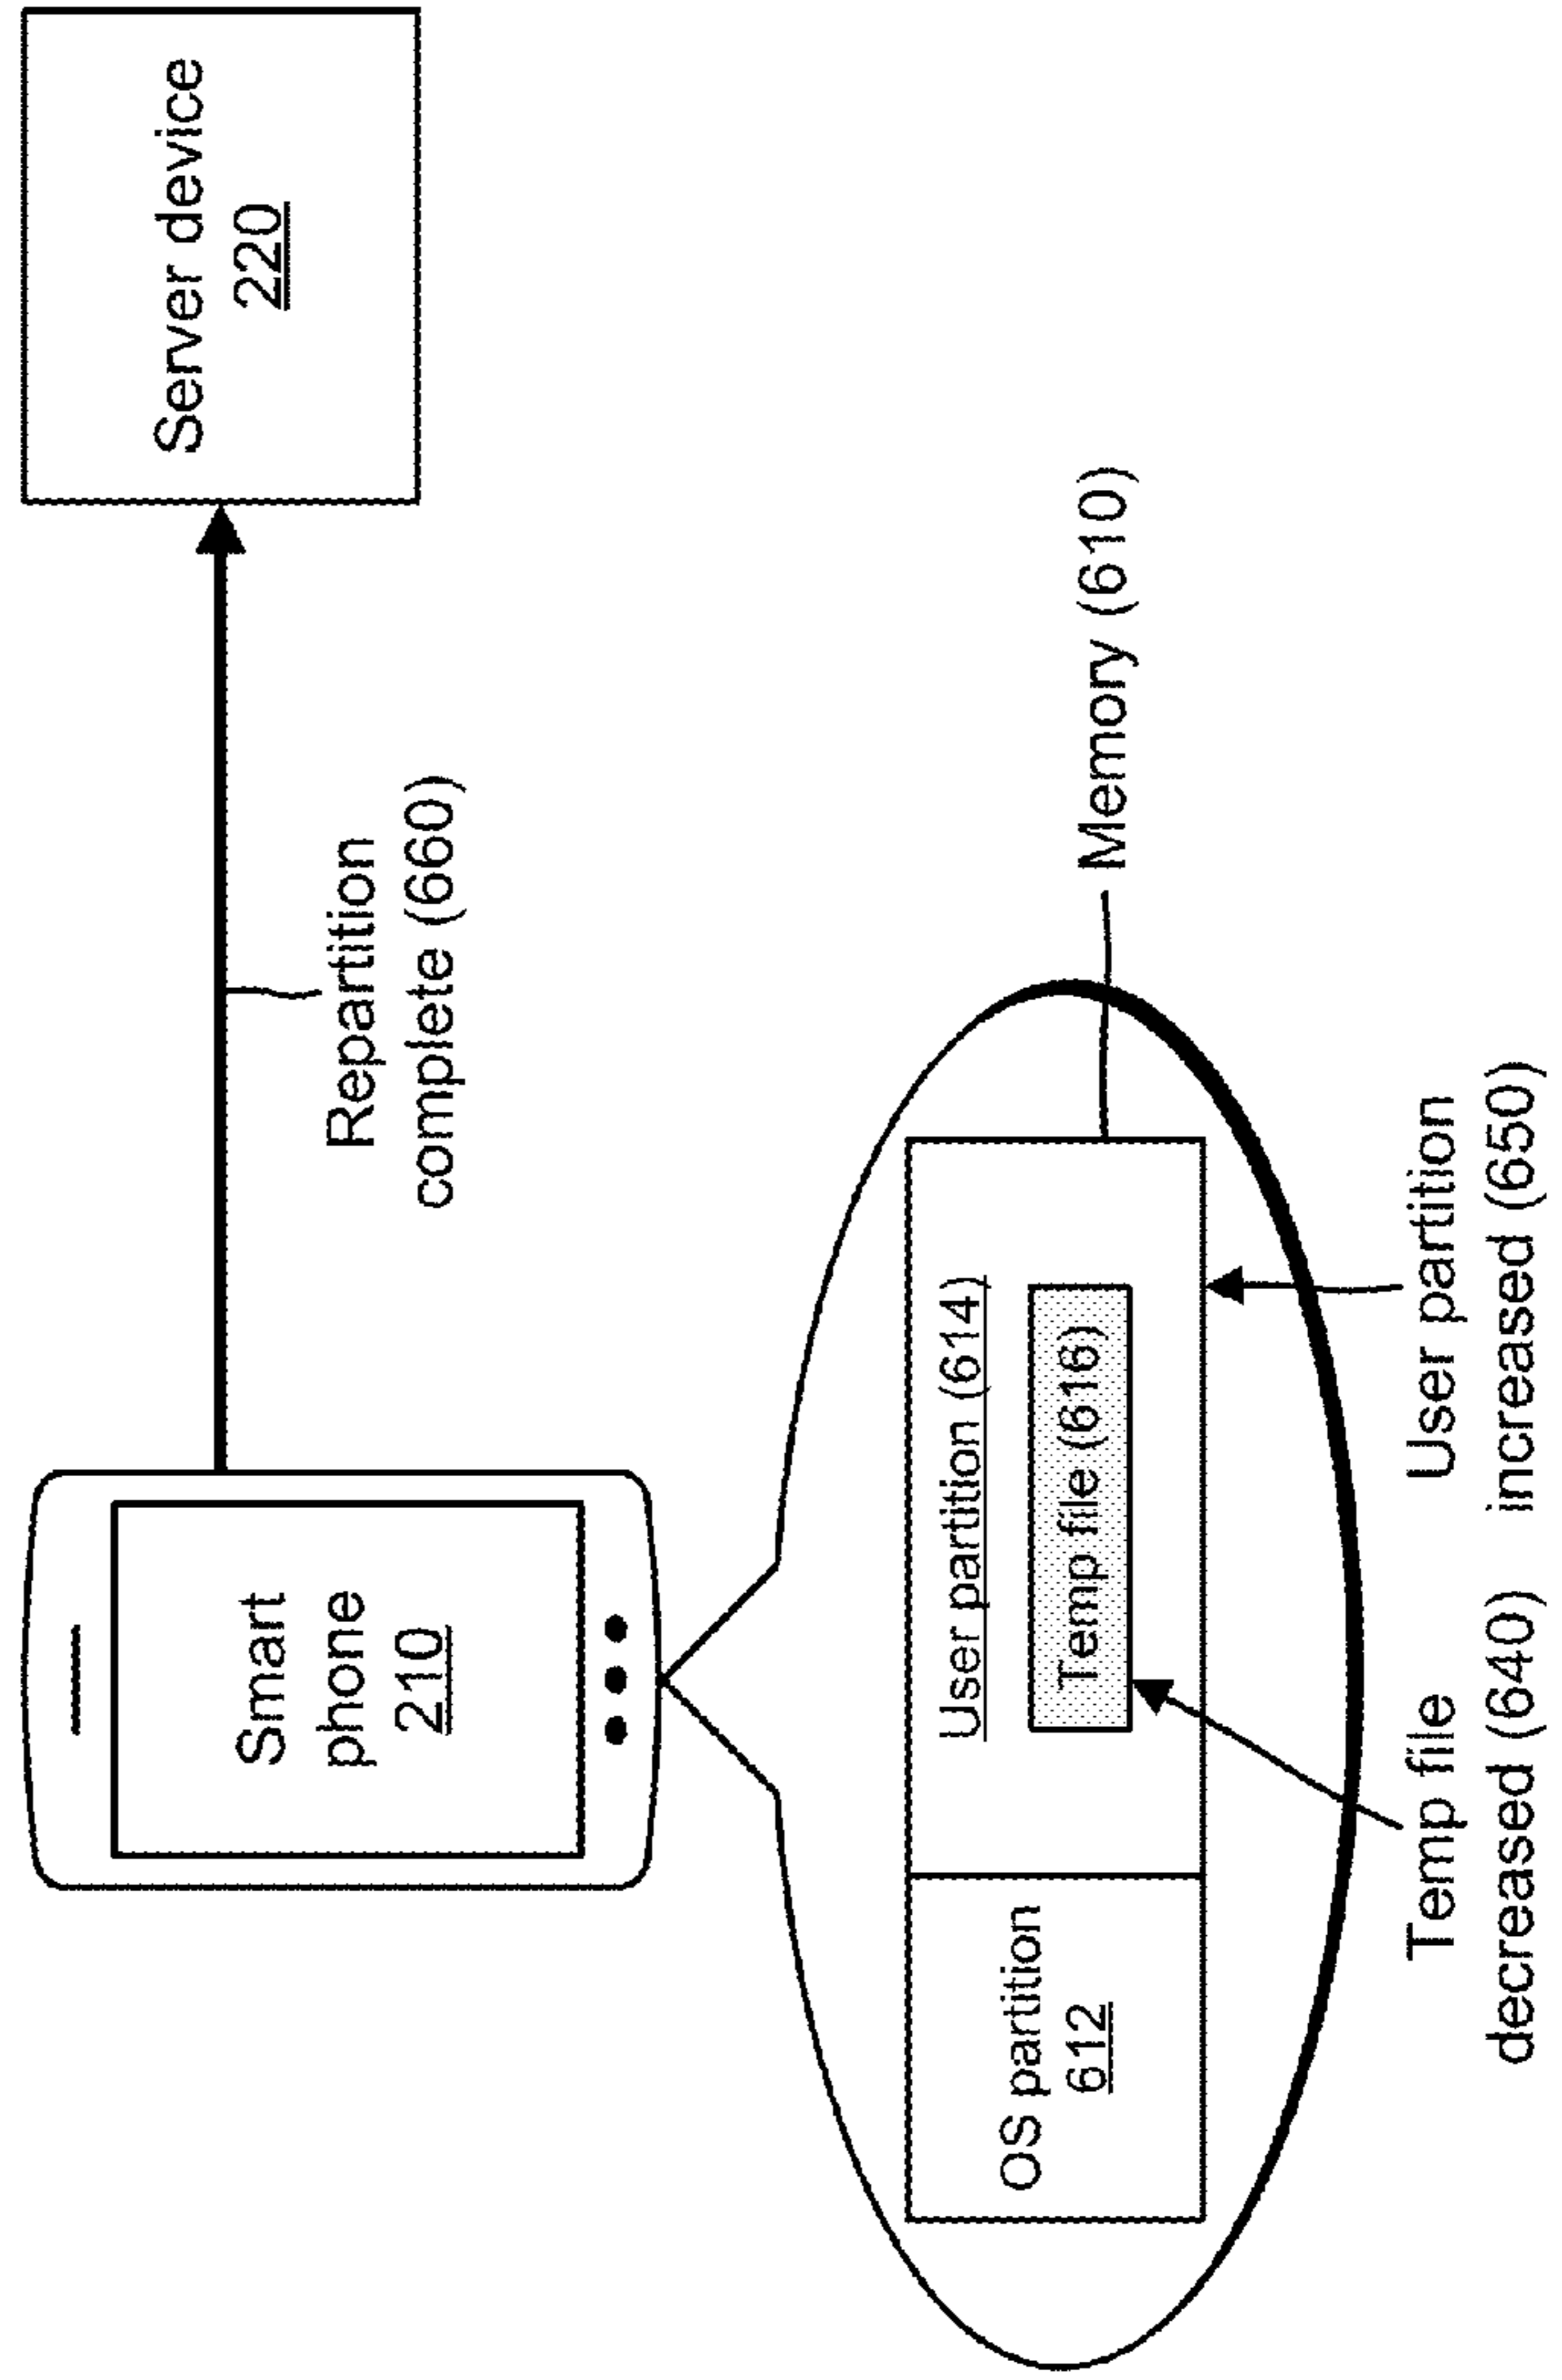 Smart
phone
210
Server device
220
Repartition
complete (660)
Memory (610)
OS partition
612
User partition (614)
Temp file (616)
Temp file
decreased (640)
User partition
increased (650)